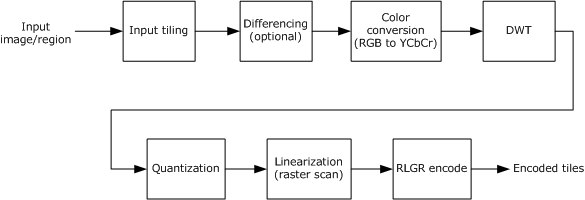 Input
image/region
Input tiling
Differencing
(optional)
Color
conversion
(RGB to YCbCr)
DWT
Quantization
Linearization
(raster scan)
RLGR encode
Encoded tiles